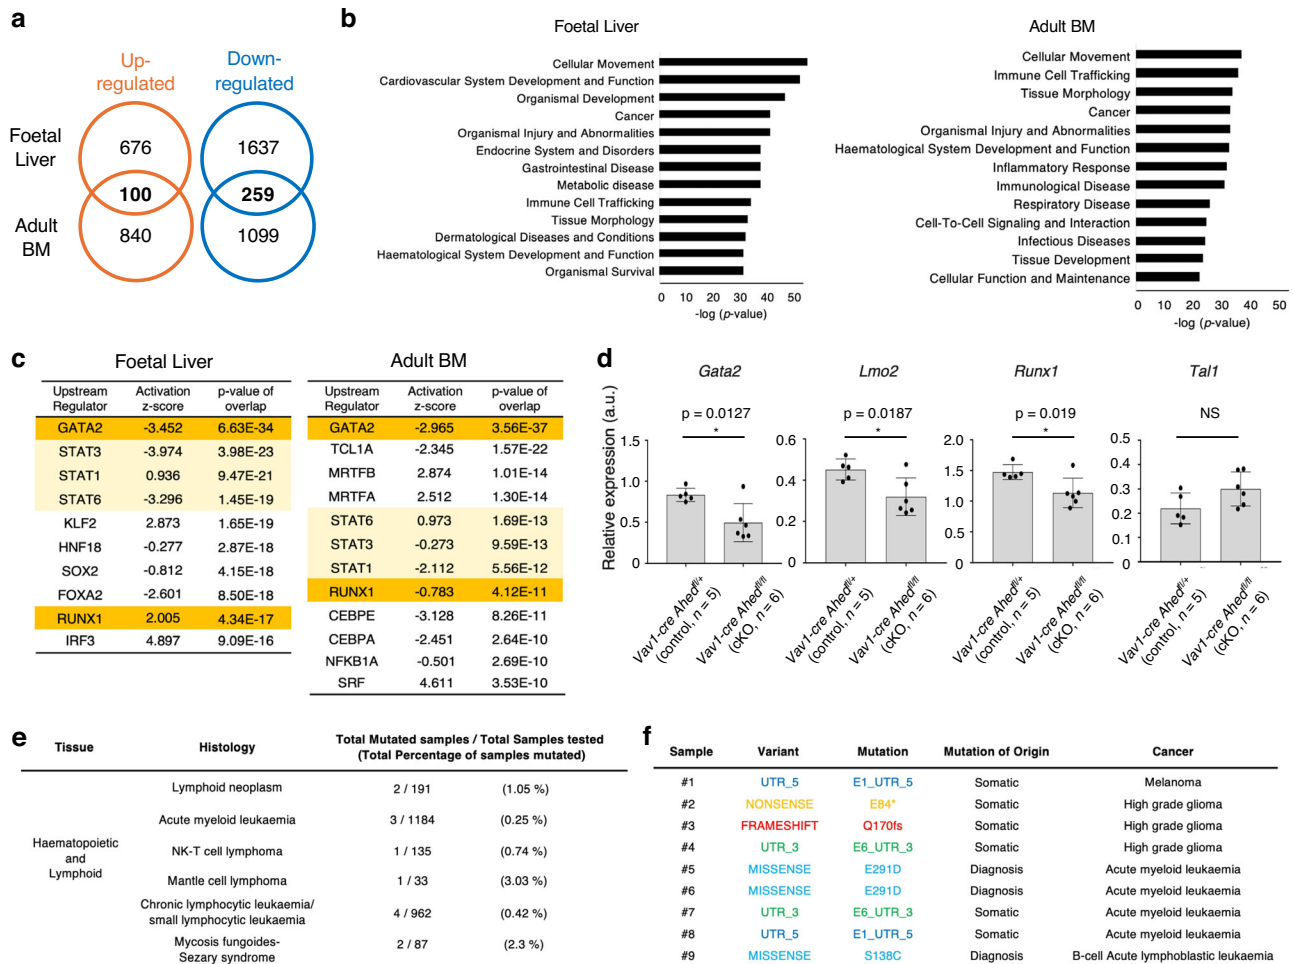 a
Up-
regulated
Down-
regulated
Foetal
Liver
676
1637
100
259
Adult
BM
840
1099
b
Foetal Liver
Cellular Movement
Cardiovascular System Development and Function
Organismal Development
Cancer
Organismal Injury and Abnormalities
Endocrine System and Disorders
Gastrointestinal Disease
Metabolic disease
Immune Cell Trafficking
Tissue Morphology
Dermatological Diseases and Conditions
Haematological System Development and Function
Organismal Survival
0 10 20 30 40 50
-log (p-value)
Adult BM
Cellular Movement
Immune Cell Trafficking
Tissue Morphology
Cancer
Organismal Injury and Abnormalities
Haematological System Development and Function
Inflammatory Response
Immunological Disease
Respiratory Disease
Cell-To-Cell Signaling and Interaction
Infectious Diseases
Tissue Development
Cellular Function and Maintenance
0 10 20 30 40 50
-log (p-value)
c
Foetal Liver
Upstream Activation p-value of
Regulator z-score overlap
GATA2 -3.452 6.63E-34
STAT3 -3.974 3.98E-23
STAT1 0.936 9.47E-21
STAT6 -3.296 1.45E-19
KLF2 2.873 1.65E-19
HNF18 -0.277 2.87E-18
SOX2 -0.812 4.15E-18
FOXA2 -2.601 8.50E-18
RUNX1 2.005 4.34E-17
IRF3 4.897 9.09E-16
Adult BM
Upstream Activation p-value of
Regulator z-score overlap
GATA2 -2.965 3.56E-37
TCL1A -2.345 1.57E-22
MRTFB 2.874 1.01E-14
MRTFA 2.512 1.30E-14
STAT6 0.973 1.69E-13
STAT3 -0.273 9.59E-13
STAT1 -2.112 5.56E-12
RUNX1 -0.783 4.12E-11
CEBPE -3.128 8.26E-11
CEBPA -2.451 2.64E-10
NFKB1A -0.501 2.69E-10
SRF 4.611 3.53E-10
d
Relative expression (a.u.)
Gata2
p = 0.0127
*
1.5
1.0
0.5
0
Vav1-cre Ahedfl/+
(control, n = 5)
Vav1-cre Ahedfl/fl
(cKO, n = 6)
Lmo2
p = 0.0187
*
0.6
0.4
0.2
0
Vav1-cre Ahedfl/+
(control, n = 5)
Vav1-cre Ahedfl/fl
(cKO, n = 6)
Runx1
p = 0.019
*
2.0
1.5
1.0
0.5
0
Vav1-cre Ahedfl/+
(control, n = 5)
Vav1-cre Ahedfl/fl
(cKO, n = 6)
Tal1
NS
0.5
0.4
0.3
0.2
0.1
0
Vav1-cre Ahedfl/+
(control, n = 5)
Vav1-cre Ahedfl/fl
(cKO, n = 6)
e
Tissue Histology Total Mutated samples / Total Samples tested
(Total Percentage of samples mutated)
Haematopoietic
and
Lymphoid
Lymphoid neoplasm 2 / 191 (1.05 %)
Acute myeloid leukaemia 3 / 1184 (0.25 %)
NK-T cell lymphoma 1 / 135 (0.74 %)
Mantle cell lymphoma 1 / 33 (3.03 %)
Chronic lymphocytic leukaemia/
small lymphocytic leukaemia 4 / 962 (0.42 %)
Mycosis fungoides-
Sezary syndrome 2 / 87 (2.3 %)
f
Sample Variant Mutation Mutation of Origin Cancer
#1 UTR_5 E1_UTR_5 Somatic Melanoma
#2 NONSENSE E84* Somatic High grade glioma
#3 FRAMESHIFT Q170fs Somatic High grade glioma
#4 UTR_3 E6_UTR_3 Somatic High grade glioma
#5 MISSENSE E291D Diagnosis Acute myeloid leukaemia
#6 MISSENSE E291D Diagnosis Acute myeloid leukaemia
#7 UTR_3 E6_UTR_3 Somatic Acute myeloid leukaemia
#8 UTR_5 E1_UTR_5 Somatic Acute myeloid leukaemia
#9 MISSENSE S138C Diagnosis B-cell Acute lymphoblastic leukaemia